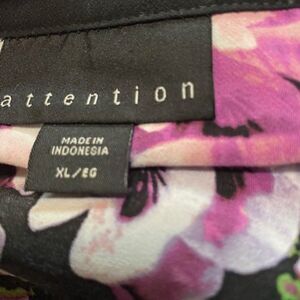 attention
MADE IN
INDONESIA
XL/EG